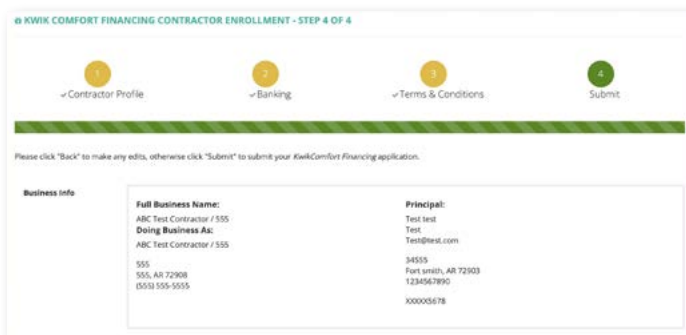 KWIK COMFORT FINANCING CONTRACTOR ENROLLMENT - STEP 4 OF 4
1
2
3
4
✓Contractor Profile
✓Banking
✓Terms & Conditions
Submit
Please click "Back" to make any edits, otherwise click "Submit" to submit your KwikComfort Financing application.
Business Info
Full Business Name:
ABC Test Contractor / 555
Doing Business As:
ABC Test Contractor / 555
555
555, AR 72908
(555) 555-5555
Principal:
Test test
Test
Test@test.com
34555
Fort smith, AR 72903
1234567890
XXXXX5678